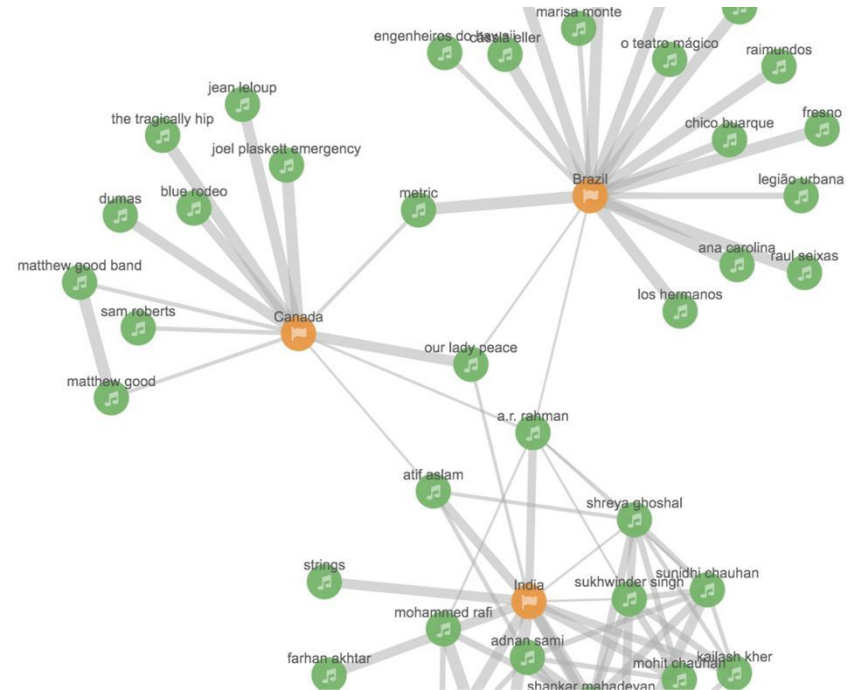 marisa monte
engenheiros do hawaii
cássia eller
o teatro mágico
raimundos
jean leloup
the tragically hip
joel plaskett emergency
chico buarque
fresno
dumas
blue rodeo
metric
Brazil
legião urbana
matthew good band
ana carolina
raul seixas
sam roberts
los hermanos
Canada
our lady peace
matthew good
a.r. rahman
atif aslam
shreya ghoshal
strings
India
sukhwinder singh
sunidhi chauhan
mohammed rafi
adnan sami
farhan akhtar
mohit chauhan
kailash kher
shankar mahadevan